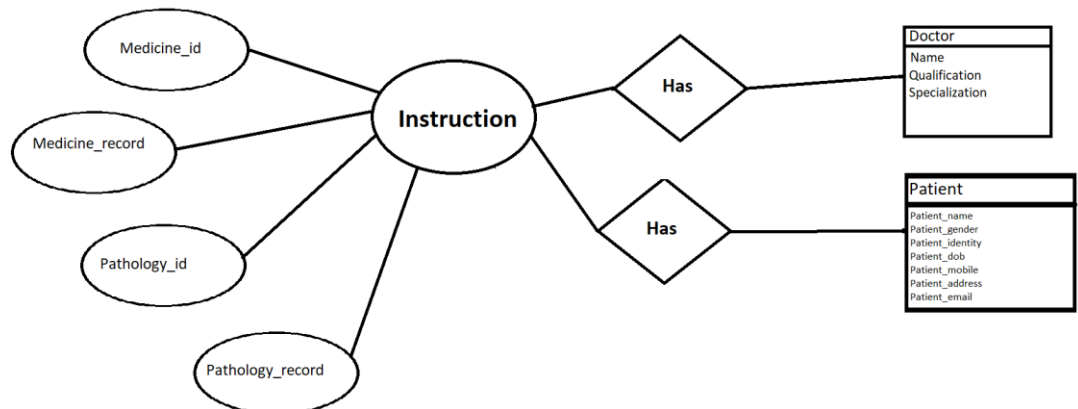 Medicine_id
Medicine_record
Pathology_id
Pathology_record
Instruction
Has
Has
Doctor
Name
Qualification
Specialization
Patient
Patient_name
Patient_gender
Patient_identity
Patient_dob
Patient_mobile
Patient_address
Patient_email